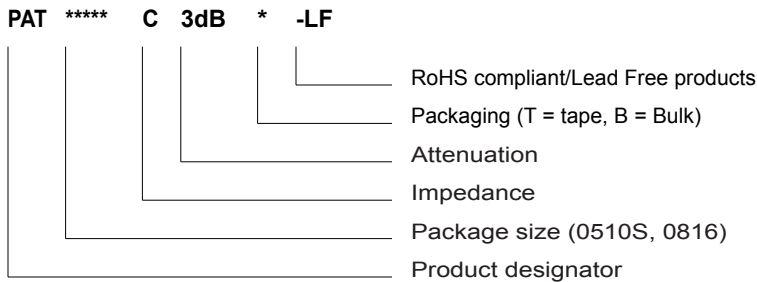 PAT ***** C 3dB * -LF
RoHS compliant/Lead Free products
Packaging (T = tape, B = Bulk)
Attenuation
Impedance
Package size (0510S, 0816)
Product designator